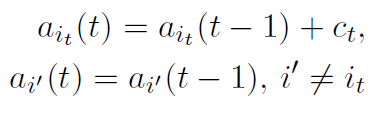 a_{i_t}(t) = a_{i_t}(t − 1) + c_t,
a_{i'}(t) = a_{i'}(t − 1), i' ≠ i_t